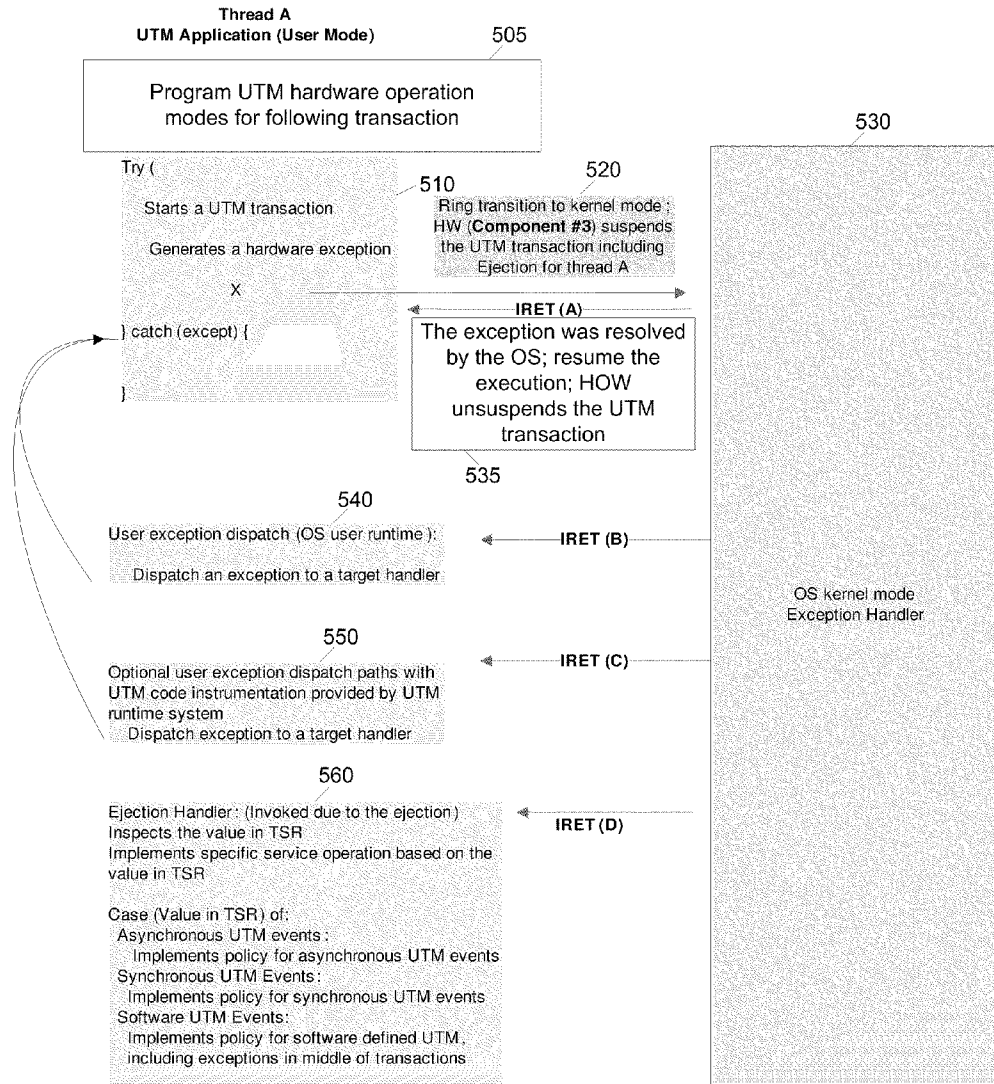 Thread A
UTM Application (User Mode)
505
Program UTM hardware operation
modes for following transaction
530
Try {
510
520
Starts a UTM transaction
Generates a hardware exception
X
Ring transition to kernel mode ;
HW (Component #3) suspends
the UTM transaction including
Ejection for thread A
IRET (A)
} catch (except) {
}
The exception was resolved
by the OS; resume the
execution; HOW
unsuspends the UTM
transaction
535
540
User exception dispatch (OS user runtime ):
Dispatch an exception to a target handler
IRET (B)
OS kernel mode
Exception Handler
550
Optional user exception dispatch paths with
UTM code instrumentation provided by UTM
runtime system
Dispatch exception to a target handler
IRET (C)
560
Ejection Handler : (Invoked due to the ejection )
Inspects the value in TSR
Implements specific service operation based on the
value in TSR
IRET (D)
Case (Value in TSR) of:
Asynchronous UTM events :
Implements policy for asynchronous UTM events
Synchronous UTM Events :
Implements policy for synchronous UTM events
Software UTM Events:
Implements policy for software defined UTM ,
including exceptions in middle of transactions